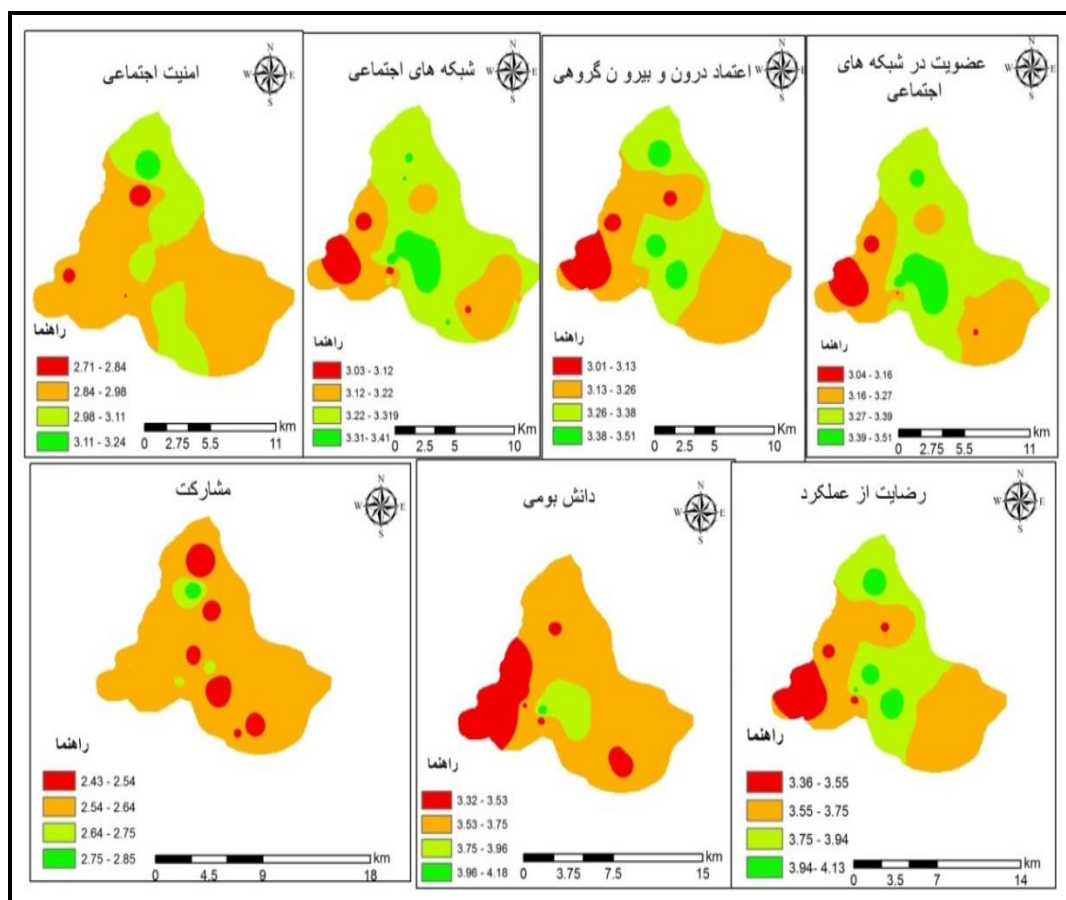 امنیت اجتماعی
N
W E
S
راهنما
2.71 - 2.84
2.84 - 2.98
2.98 - 3.11
3.11 - 3.24
0 2.75 5.5 11
km
شبکه های اجتماعی
N
W E
S
راهنما
3.03 - 3.12
3.12 - 3.22
3.22 - 3.319
3.31 - 3.41
0 2.5 5 10
Km
اعتماد درون و بیرو ن گروهی
N
W E
S
راهنما
3.01 - 3.13
3.13 - 3.26
3.26 - 3.38
3.38 - 3.51
0 2.5 5 10
Km
عضویت در شبکه های
اجتماعی
N
W E
S
راهنما
3.04 - 3.16
3.16 - 3.27
3.27 - 3.39
3.39 - 3.51
0 2.75 5.5 11
km
مشارکت
N
W E
S
راهنما
2.43 - 2.54
2.54 - 2.64
2.64 - 2.75
2.75 - 2.85
0 4.5 9 18
km
دانش بومی
N
W E
S
راهنما
3.32 - 3.53
3.53 - 3.75
3.75 - 3.96
3.96 - 4.18
0 3.75 7.5 15
km
رضایت از عملکرد
N
W E
S
راهنما
3.36 - 3.55
3.55 - 3.75
3.75 - 3.94
3.94- 4.13
0 3.5 7 14
km